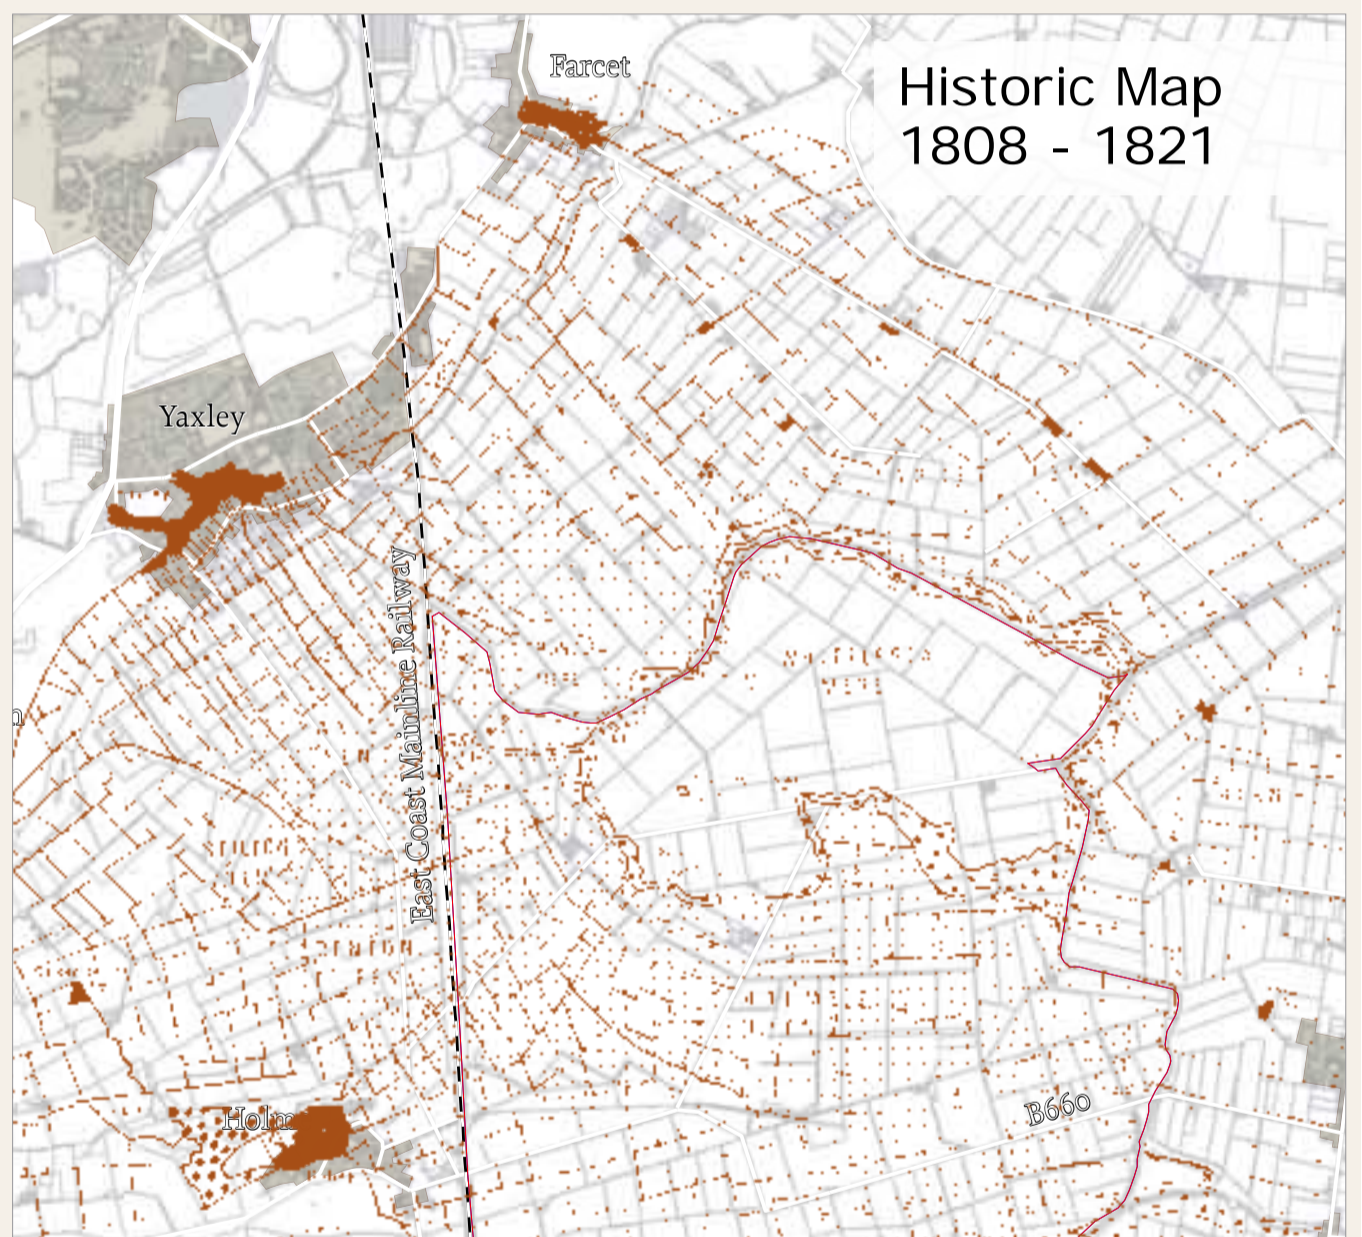 Farcet
Historic Map
1808 - 1821
Yaxley
East Coast Mainline Railway
Holm
B660